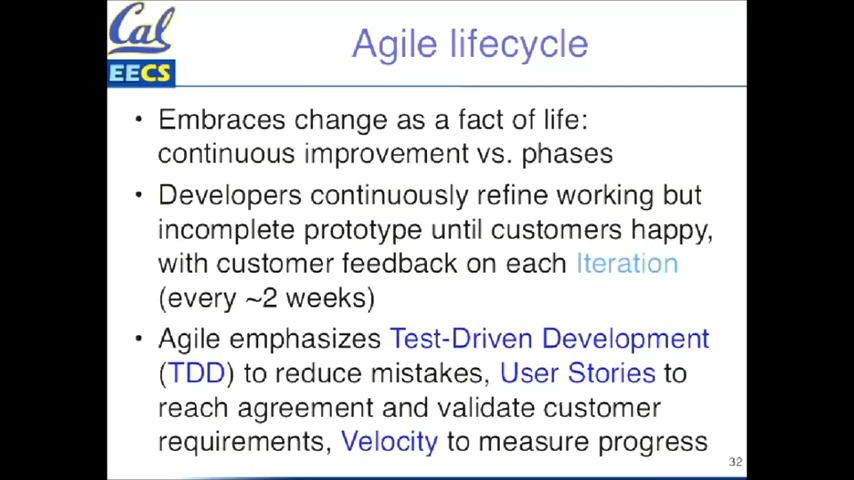 Cal
EECS
Agile lifecycle
• Embraces change as a fact of life:
continuous improvement vs. phases
• Developers continuously refine working but
incomplete prototype until customers happy,
with customer feedback on each Iteration
(every ~2 weeks)
• Agile emphasizes Test-Driven Development
(TDD) to reduce mistakes, User Stories to
reach agreement and validate customer
requirements, Velocity to measure progress
32